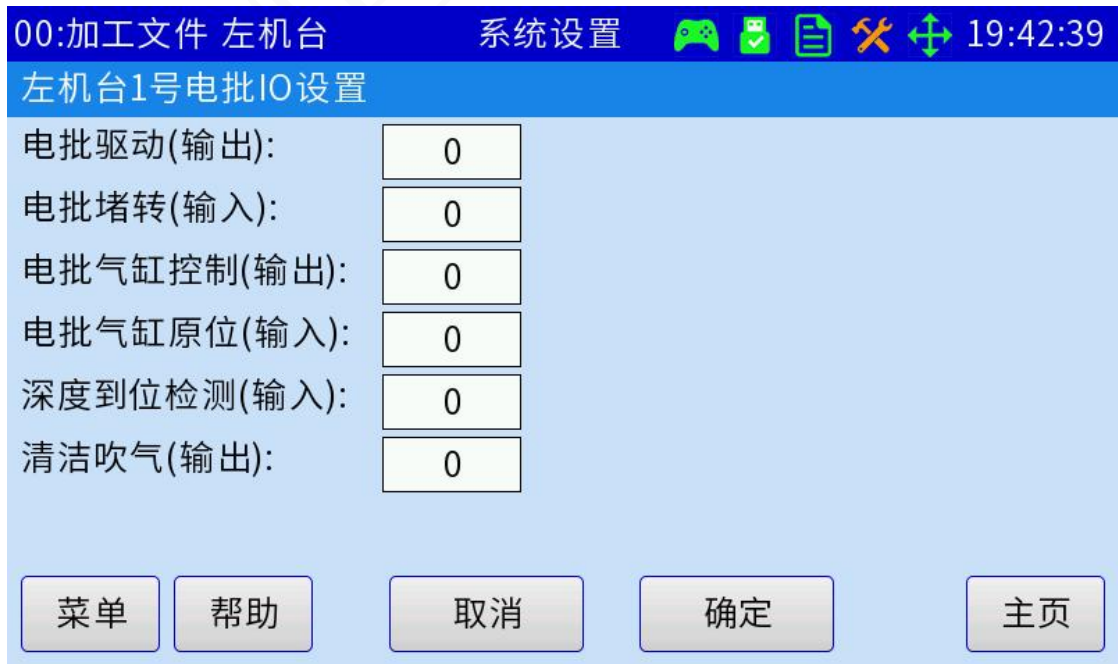 00:加工文件 左机台 系统设置 19:42:39
左机台1号电批IO设置
电批驱动(输出): 0
电批堵转(输入): 0
电批气缸控制(输出): 0
电批气缸原位(输入): 0
深度到位检测(输入): 0
清洁吹气(输出): 0
菜单 帮助 取消 确定 主页